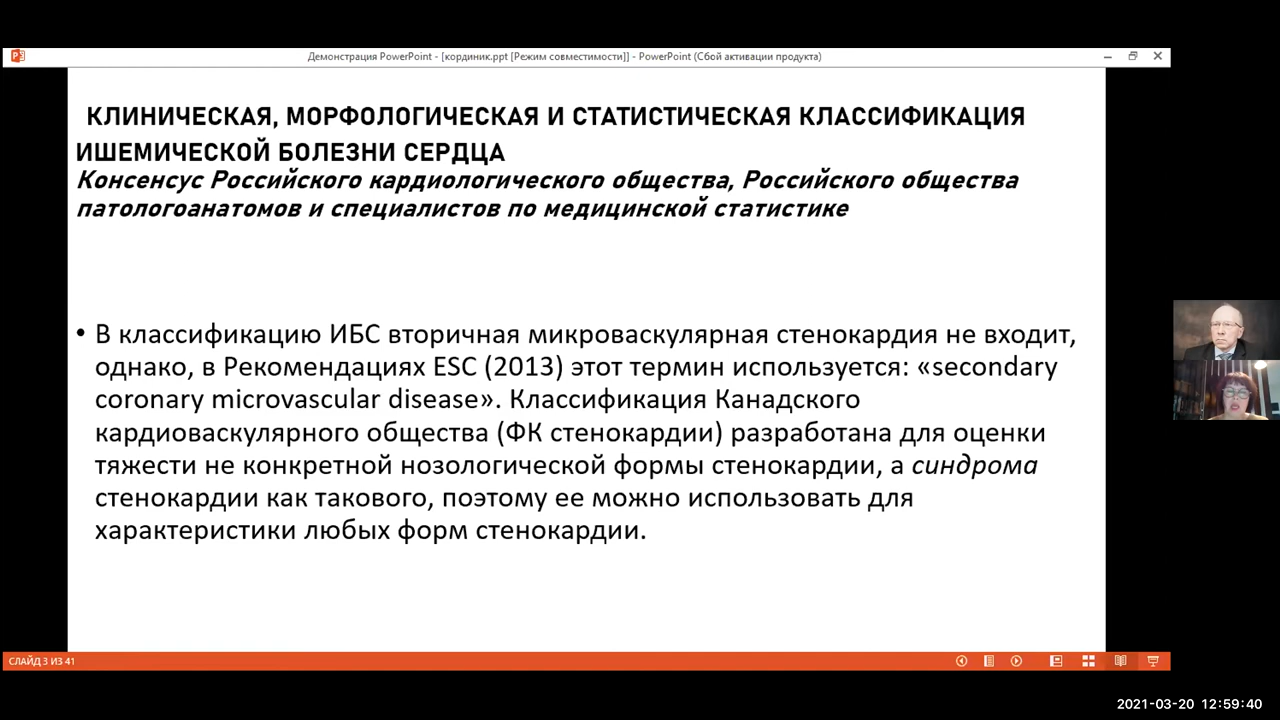 Демонстрация PowerPoint - [кординик.ppt [Режим совместимости]] - PowerPoint (Сбой активации продукта)
КЛИНИЧЕСКАЯ, МОРФОЛОГИЧЕСКАЯ И СТАТИСТИЧЕСКАЯ КЛАССИФИКАЦИЯ
ИШЕМИЧЕСКОЙ БОЛЕЗНИ СЕРДЦА
Консенсус Российского кардиологического общества, Российского общества
патологоанатомов и специалистов по медицинской статистике
• В классификацию ИБС вторичная микроваскулярная стенокардия не входит,
однако, в Рекомендациях ESC (2013) этот термин используется: «secondary
coronary microvascular disease». Классификация Канадского
кардиоваскулярного общества (ФК стенокардии) разработана для оценки
тяжести не конкретной нозологической формы стенокардии, а синдрома
стенокардии как такового, поэтому ее можно использовать для
характеристики любых форм стенокардии.
СЛАЙД 3 ИЗ 41
2021-03-20 12:59:40